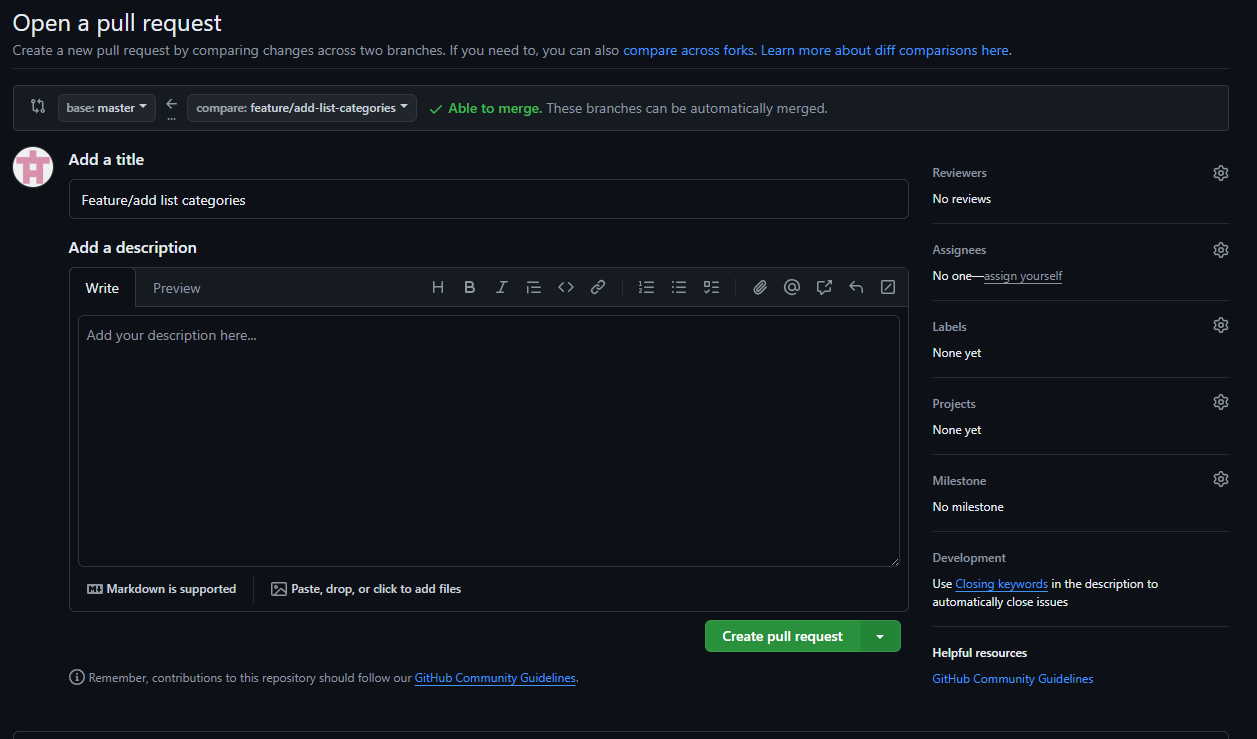 Open a pull request
Create a new pull request by comparing changes across two branches. If you need to, you can also compare across forks. Learn more about diff comparisons here.
base: master
...
compare: feature/add-list-categories
Able to merge. These branches can be automatically merged.
Add a title
Feature/add list categories
Add a description
Write
Preview
Add your description here...
Markdown is supported
Paste, drop, or click to add files
Create pull request
Remember, contributions to this repository should follow our GitHub Community Guidelines.
Reviewers
No reviews
Assignees
No one—assign yourself
Labels
None yet
Projects
None yet
Milestone
No milestone
Development
Use Closing keywords in the description to
automatically close issues
Helpful resources
GitHub Community Guidelines